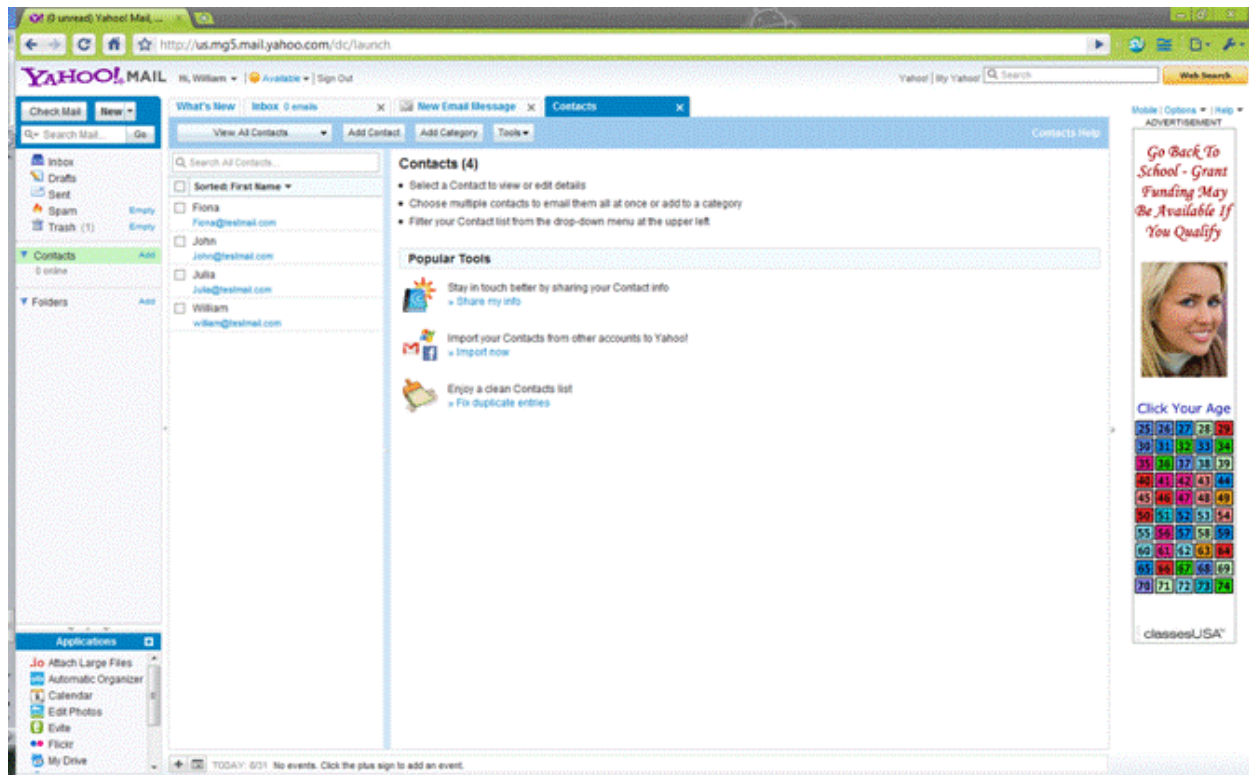 (0 unread) Yahoo! Mail, ...
http://us.mg5.mail.yahoo.com/dc/launch
YAHOO! MAIL Hi, William Available Sign Out
Yahoo! My Yahoo! Search Web Search
Check Mail New
Search Mail... Go
Inbox
Drafts
Sent
Spam Empty
Trash (1) Empty
Contacts Add
0 online
Folders Add
Applications
Attach Large Files
Automatic Organizer
Calendar
Edit Photos
Evite
Flickr
My Drive
What's New Inbox 0 emails New Email Message Contacts
View: All Contacts Add Contact Add Category Tools Contacts Help
Search All Contacts...
Sorted: First Name
Fiona
Fiona@testmail.com
John
John@testmail.com
Julia
Julia@testmail.com
William
william@testmail.com
Contacts (4)
• Select a Contact to view or edit details
• Choose multiple contacts to email them all at once or add to a category
• Filter your Contact list from the drop-down menu at the upper left
Popular Tools
Stay in touch better by sharing your Contact info
» Share my info
Import your Contacts from other accounts to Yahoo!
» Import now
Enjoy a clean Contacts list
» Fix duplicate entries
TODAY: 8/31 No events. Click the plus sign to add an event.
Mobile | Options | Help
ADVERTISEMENT
Go Back To
School - Grant
Funding May
Be Available If
You Qualify
Click Your Age
25 26 27 28 29
30 31 32 33 34
35 36 37 38 39
40 41 42 43 44
45 46 47 48 49
50 51 52 53 54
55 56 57 58 59
60 61 62 63 64
65 66 67 68 69
70 71 72 73 74
classesUSA